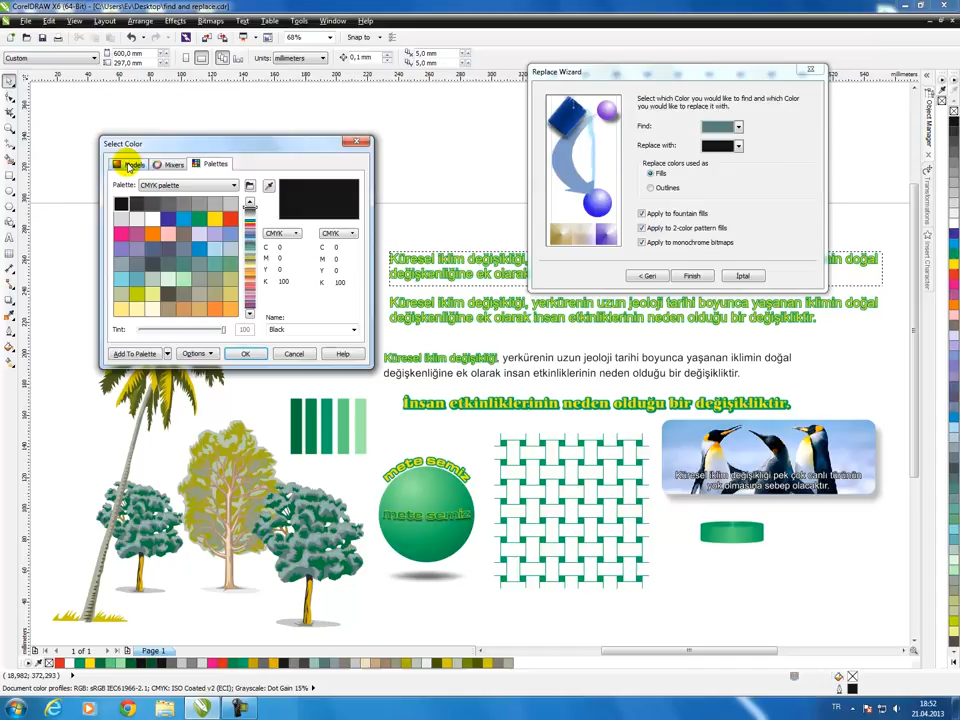 CorelDRAW X6 (64-Bit) - [C:\Users\Ev\Desktop\find and replace.cdr]
File Edit View Layout Arrange Effects Bitmaps Text Table Tools Window Help
68% Snap to
Custom 600,0 mm 297,0 mm Units: millimeters 0,1 mm 5,0 mm 5,0 mm
millimeters
Select Color
Models Mixers Palettes
Palette: CMYK palette
CMYK CMYK
C 0 C 0
M 0 M 0
Y 0 Y 0
K 100 K 100
Name:
Tint: 100 Black
Add To Palette Options OK Cancel Help
Replace Wizard
Select which Color you would like to find and which Color
you would like to replace it with.
Find:
Replace with:
Replace colors used as
Fills
Outlines
Apply to fountain fills
Apply to 2-color pattern fills
Apply to monochrome bitmaps
< Geri Finish İptal
Object Manager
Transformations
Insert Character
Küresel iklim değişikliği, yerkürenin uzun jeoloji tarihi boyunca yaşanan iklimin doğal
değişkenliğine ek olarak insan etkinliklerinin neden olduğu bir değişikliktir.
Küresel iklim değişikliği, yerkürenin uzun jeoloji tarihi boyunca yaşanan iklimin doğal
değişkenliğine ek olarak insan etkinliklerinin neden olduğu bir değişikliktir.
İnsan etkinliklerinin neden olduğu bir değişikliktir.
Küresel iklim değişikliği pek çok canlı türünün
yok olmasına sebep olacaktır.
mete semiz
mete semiz
1 of 1 Page 1
( 18,982; 372,293 )
Document color profiles: RGB: sRGB IEC61966-2.1; CMYK: ISO Coated v2 (ECI); Grayscale: Dot Gain 15%
TR 18:52
21.04.2013